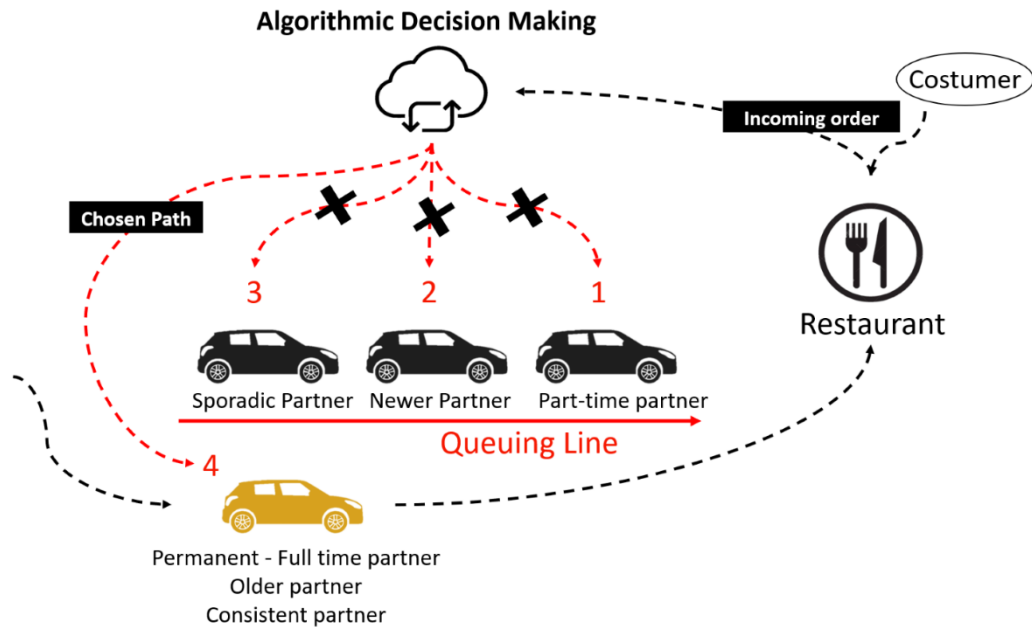 Algorithmic Decision Making
Costumer
Incoming order
Chosen Path
3 2 1
Restaurant
Sporadic Partner Newer Partner Part-time partner
Queuing Line
4
Permanent - Full time partner
Older partner
Consistent partner